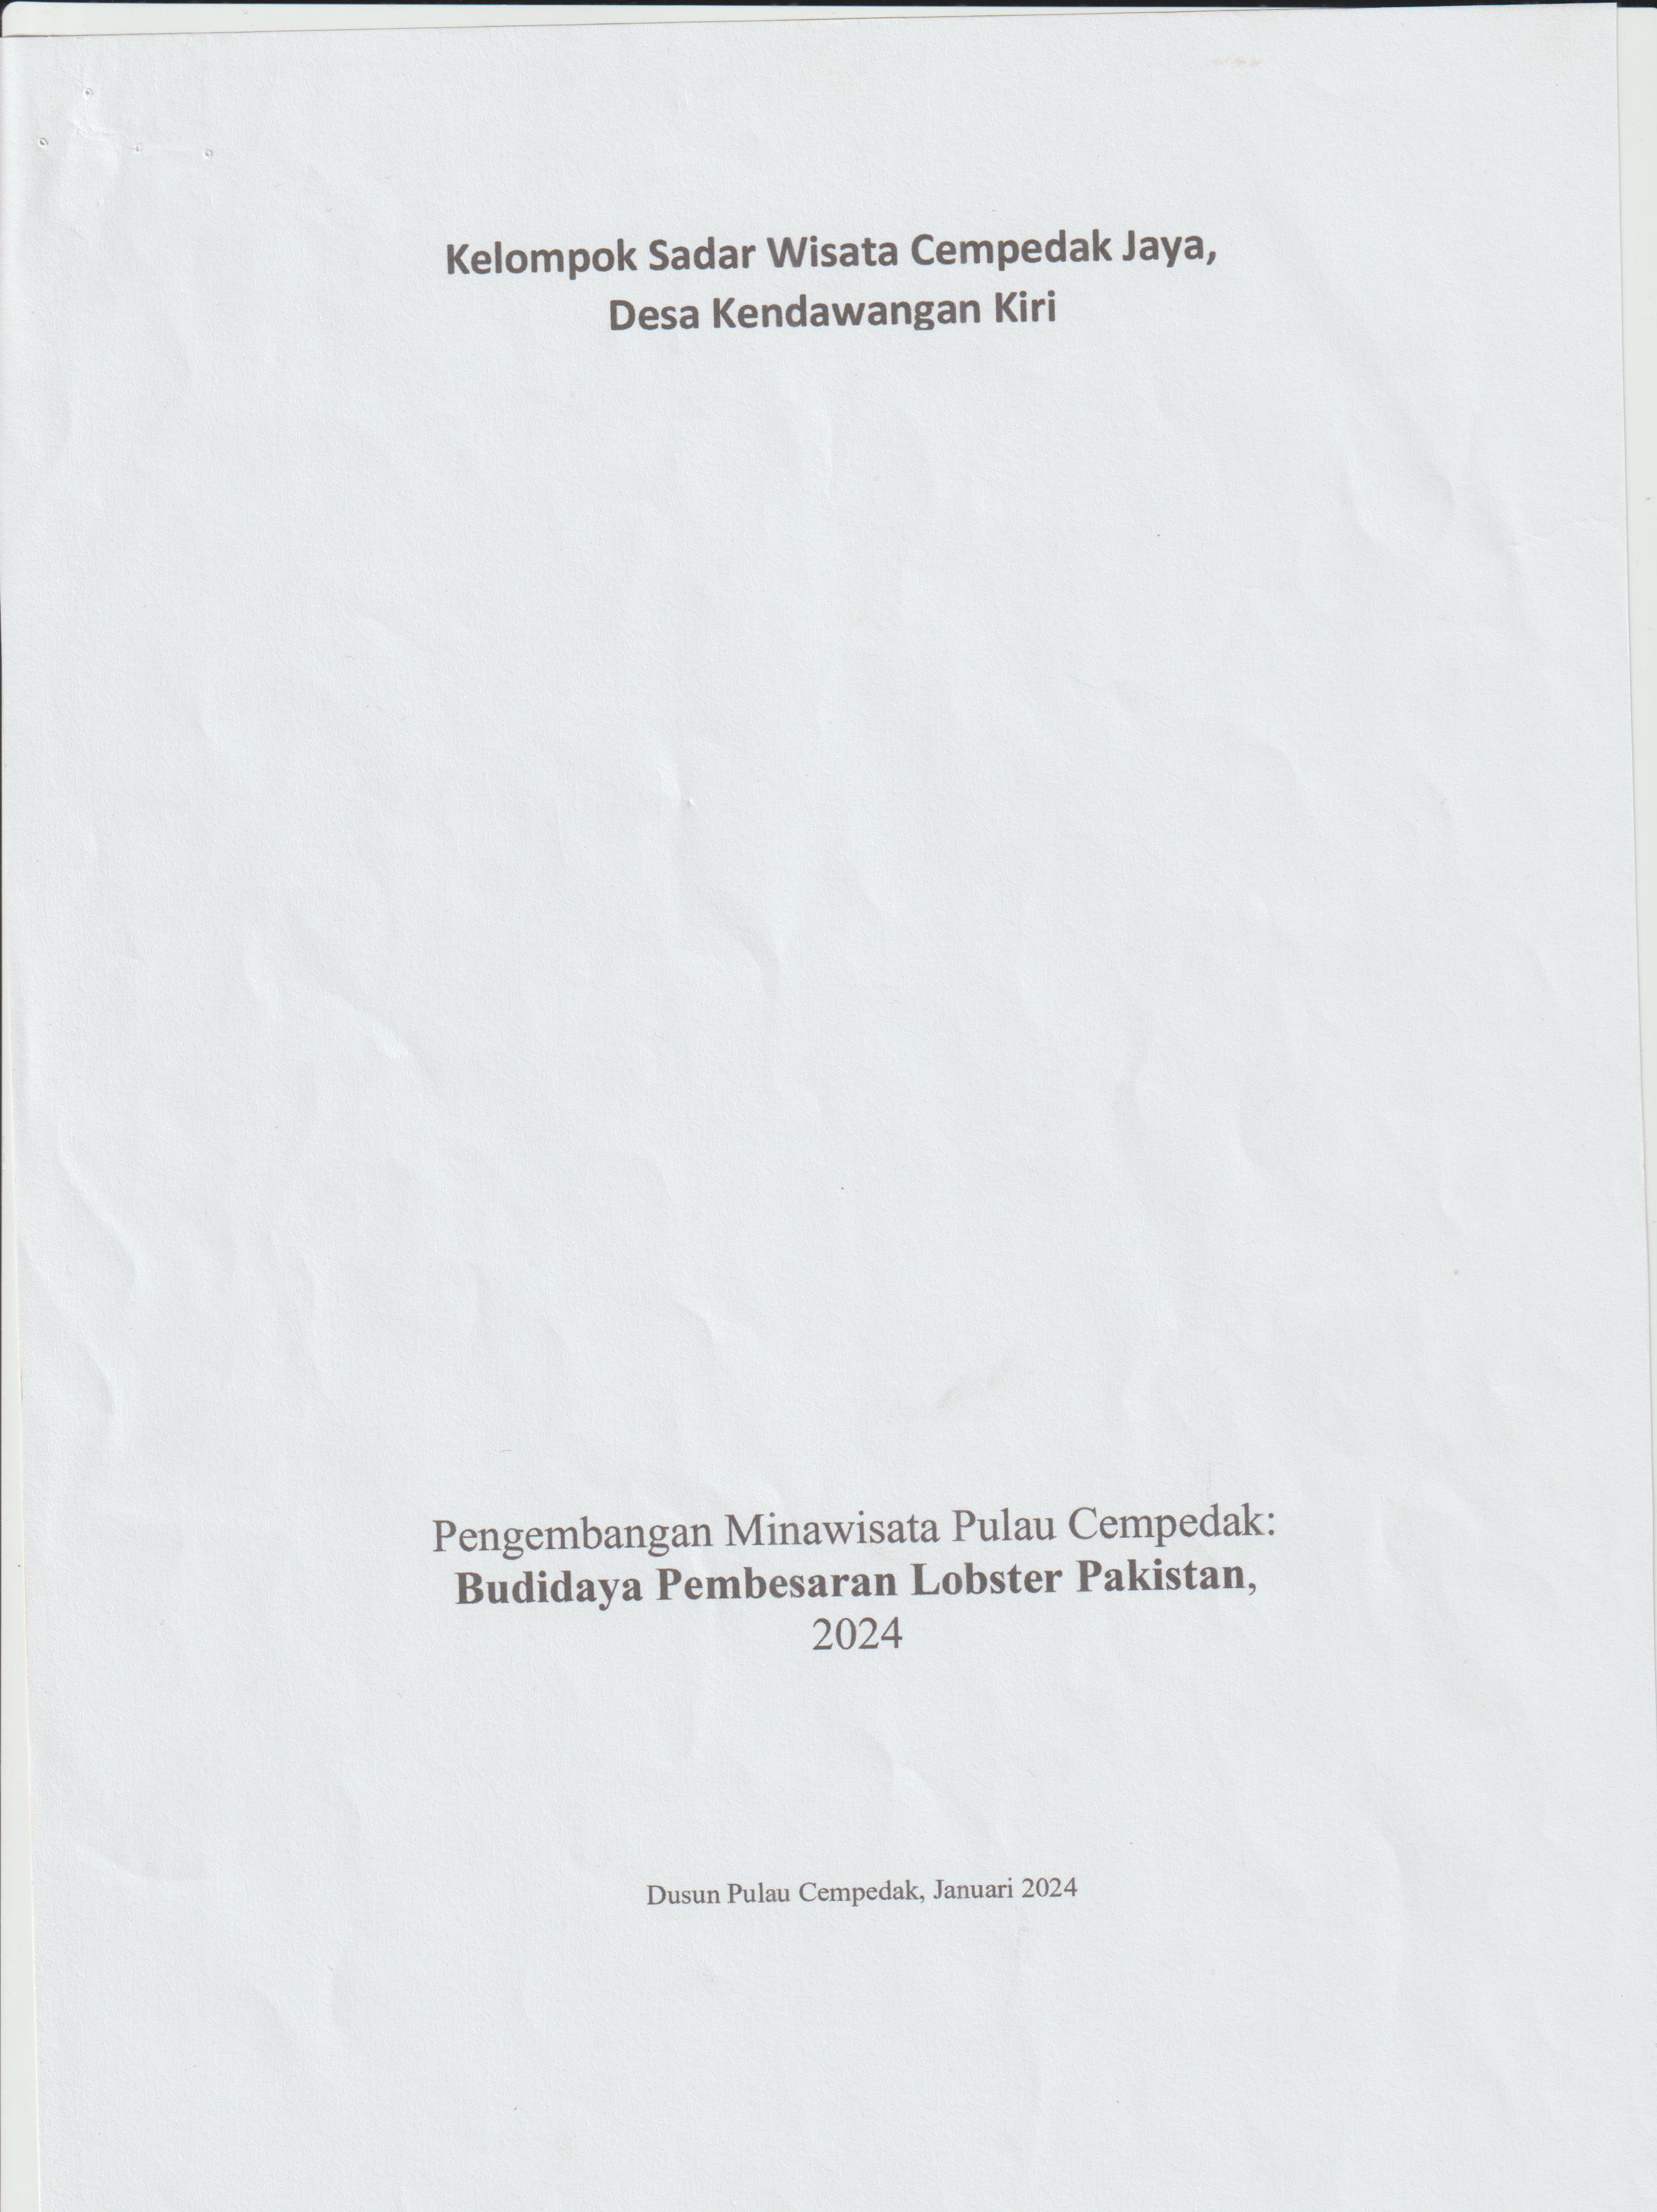 Kelompok Sadar Wisata Cempedak Jaya,
Desa Kendawangan Kiri
Pengembangan Minawisata Pulau Cempedak:
Budidaya Pembesaran Lobster Pakistan,
2024
Dusun Pulau Cempedak, Januari 2024